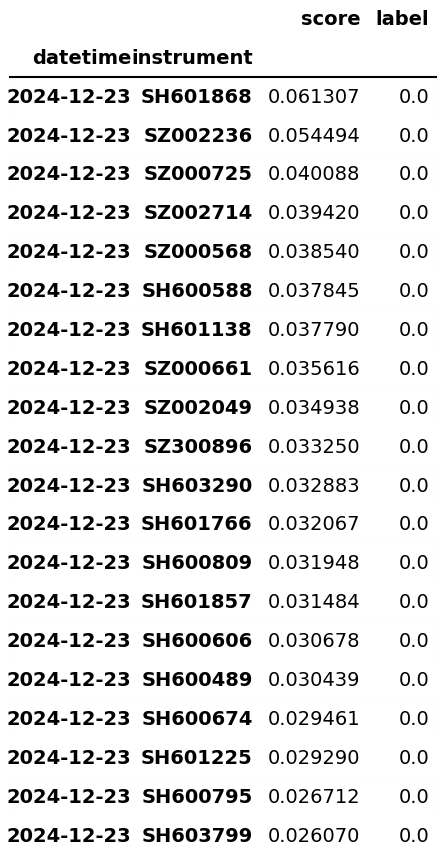 score label
datetime instrument
2024-12-23 SH601868 0.061307 0.0
2024-12-23 SZ002236 0.054494 0.0
2024-12-23 SZ000725 0.040088 0.0
2024-12-23 SZ002714 0.039420 0.0
2024-12-23 SZ000568 0.038540 0.0
2024-12-23 SH600588 0.037845 0.0
2024-12-23 SH601138 0.037790 0.0
2024-12-23 SZ000661 0.035616 0.0
2024-12-23 SZ002049 0.034938 0.0
2024-12-23 SZ300896 0.033250 0.0
2024-12-23 SH603290 0.032883 0.0
2024-12-23 SH601766 0.032067 0.0
2024-12-23 SH600809 0.031948 0.0
2024-12-23 SH601857 0.031484 0.0
2024-12-23 SH600606 0.030678 0.0
2024-12-23 SH600489 0.030439 0.0
2024-12-23 SH600674 0.029461 0.0
2024-12-23 SH601225 0.029290 0.0
2024-12-23 SH600795 0.026712 0.0
2024-12-23 SH603799 0.026070 0.0